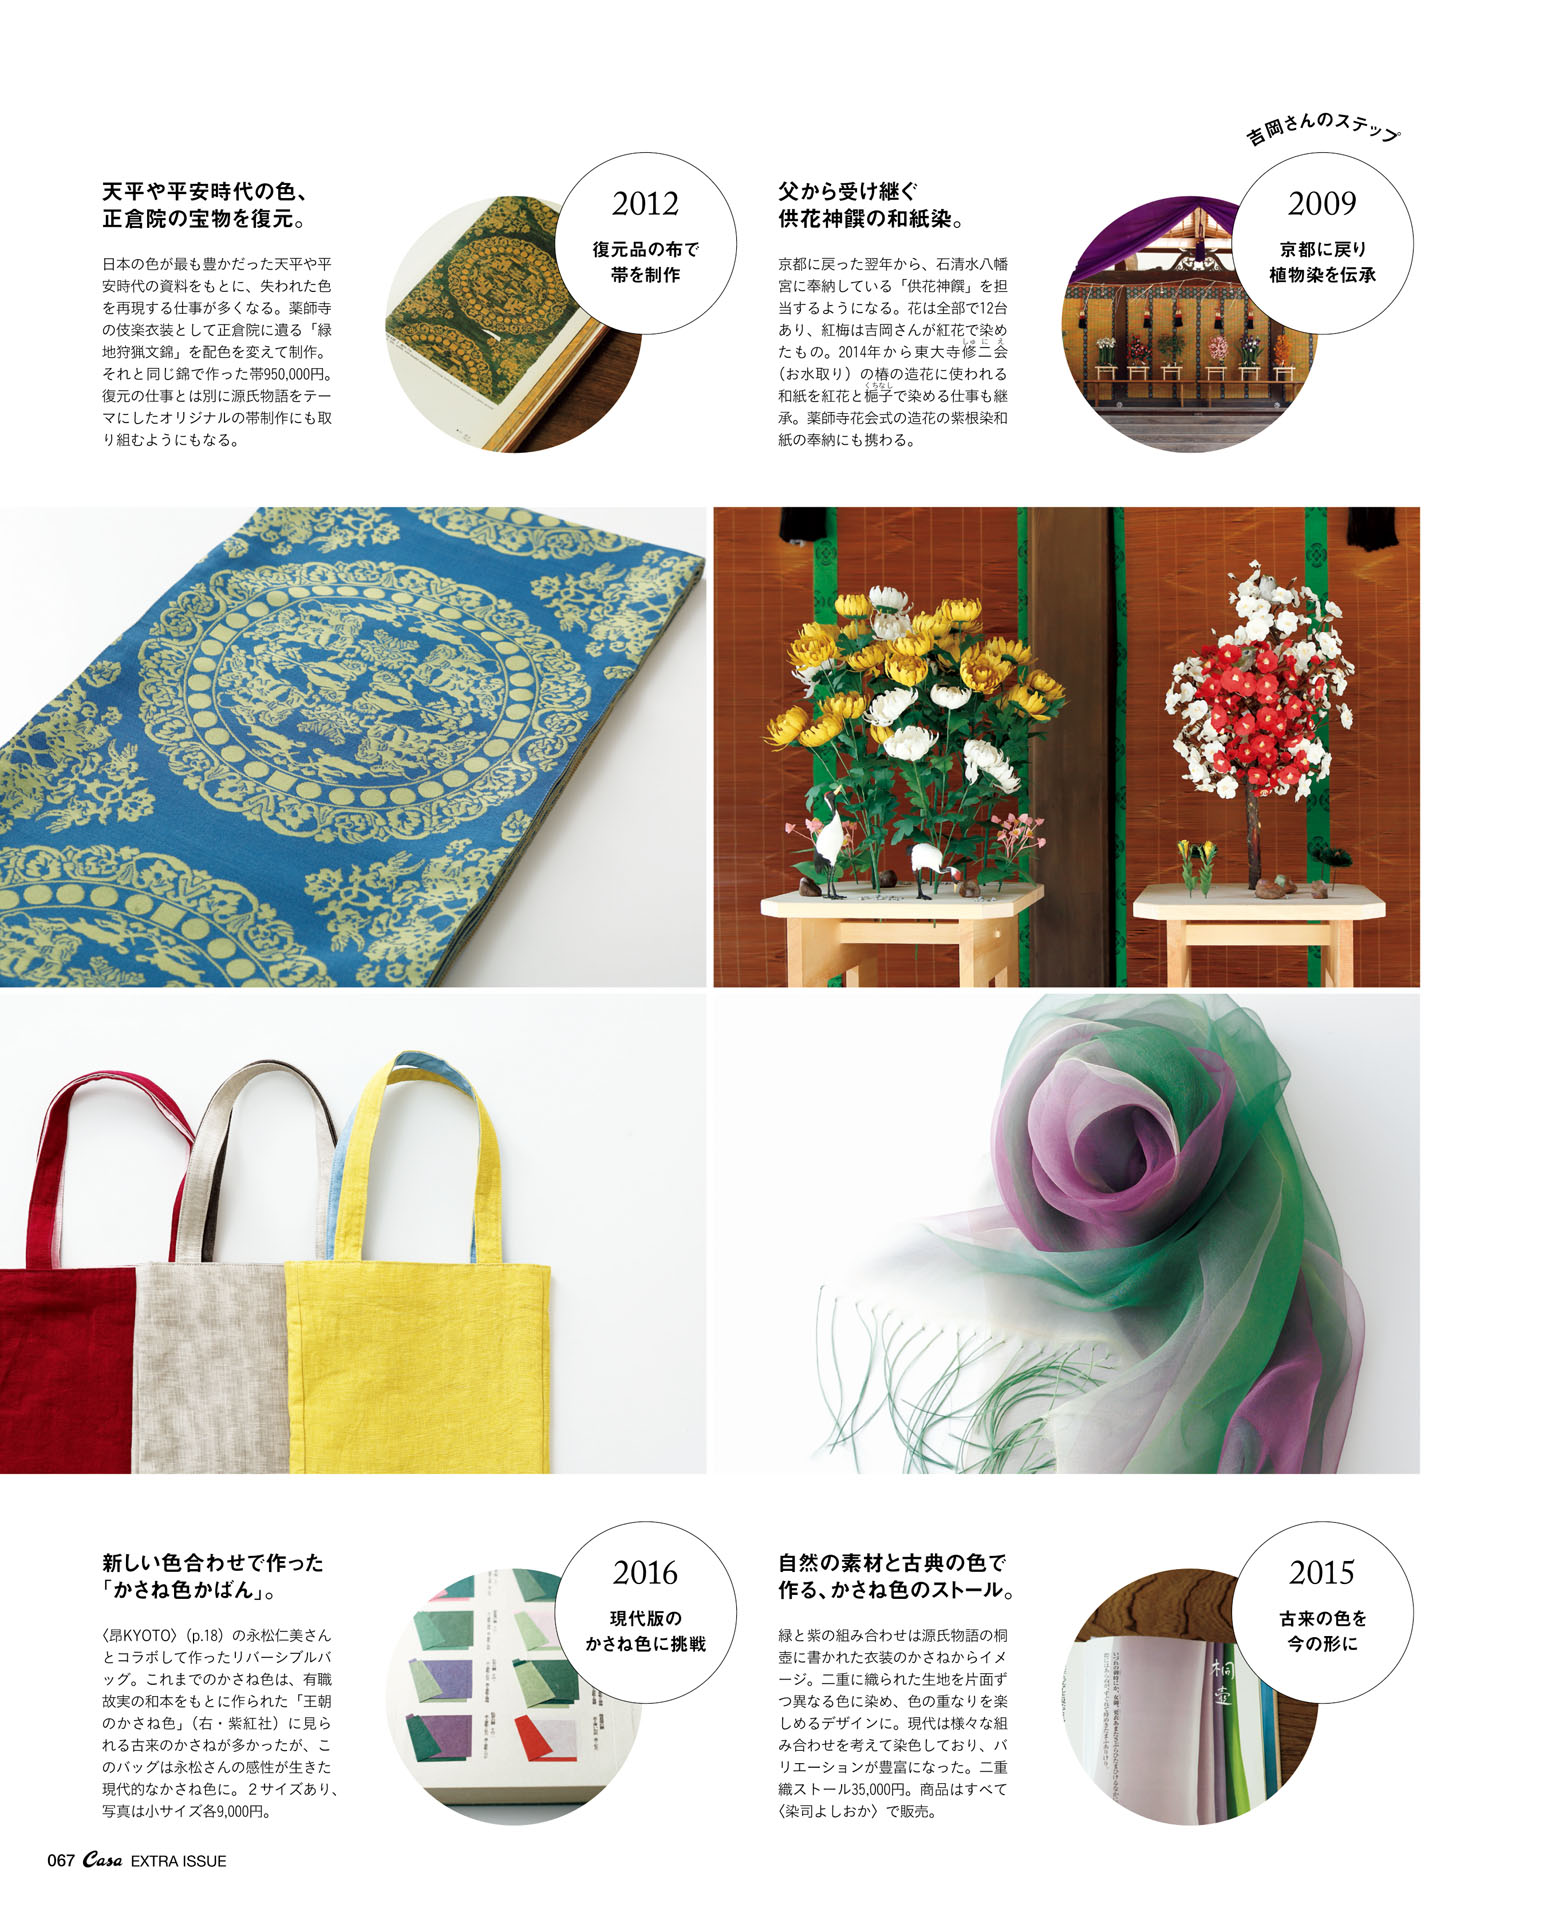 吉岡さんのステップ
2009
京都に戻り
植物染を伝承
父から受け継ぐ
供花神饌の和紙染。
京都に戻った翌年から、石清水八幡
宮に奉納している「供花神饌」を担
当するようになる。花は全部で12台
あり、紅梅は吉岡さんが紅花で染め
たもの。2014年から東大寺修二会
（お水取り）の椿の造花に使われる
和紙を紅花と梔子で染める仕事も継
承。薬師寺花会式の造花の紫根染和
紙の奉納にも携わる。
しゅにえ
くちなし
2012
復元品の布で
帯を制作
天平や平安時代の色、
正倉院の宝物を復元。
日本の色が最も豊かだった天平や平
安時代の資料をもとに、失われた色
を再現する仕事が多くなる。薬師寺
の伎楽衣装として正倉院に遺る「緑
地狩猟文錦」を配色を変えて制作。
それと同じ錦で作った帯950,000円。
復元の仕事とは別に源氏物語をテー
マにしたオリジナルの帯制作にも取
り組むようにもなる。
2015
古来の色を
今の形に
自然の素材と古典の色で
作る、かさね色のストール。
緑と紫の組み合わせは源氏物語の桐
壺に書かれた衣装のかさねからイメ
ージ。二重に織られた生地を片面ず
つ異なる色に染め、色の重なりを楽
しめるデザインに。現代は様々な組
み合わせを考えて染色しており、バ
リエーションが豊富になった。二重
織ストール35,000円。商品はすべて
〈染司よしおか〉で販売。
桐壺
2016
現代版の
かさね色に挑戦
新しい色合わせで作った
「かさね色かばん」。
〈昂KYOTO〉（p.18）の永松仁美さん
とコラボして作ったリバーシブルバ
ッグ。これまでのかさね色は、有職
故実の和本をもとに作られた「王朝
のかさね色」（右・紫紅社）に見ら
れる古来のかさねが多かったが、こ
のバッグは永松さんの感性が生きた
現代的なかさね色に。２サイズあり、
写真は小サイズ各9,000円。
067 Casa EXTRA ISSUE